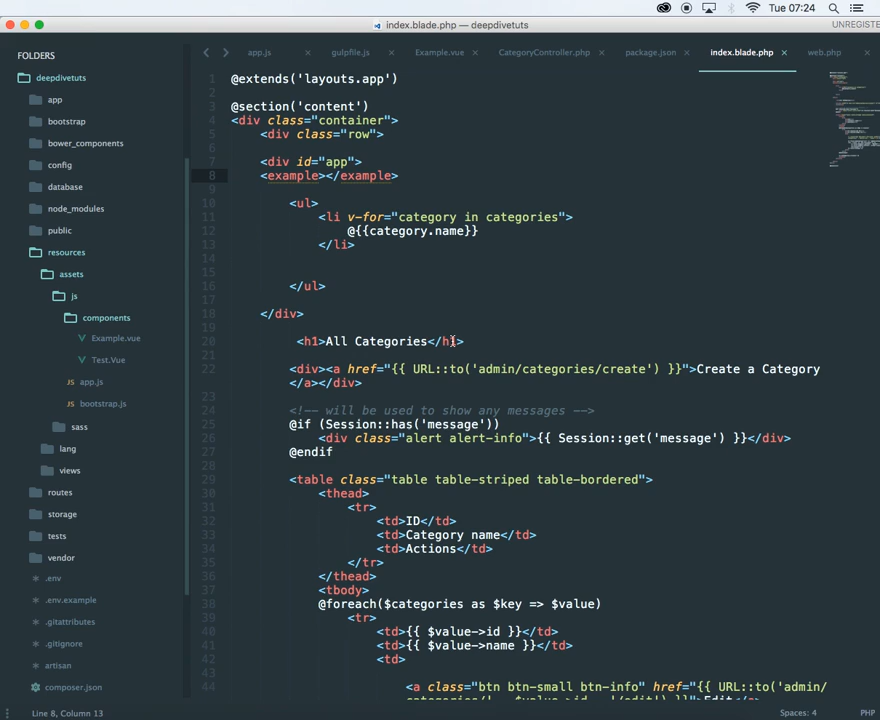 Tue 07:24
index.blade.php — deepdivetuts
UNREGISTE
FOLDERS
deepdivetuts
app
bootstrap
bower_components
config
database
node_modules
public
resources
assets
js
components
Example.vue
Test.Vue
app.js
bootstrap.js
sass
lang
views
routes
storage
tests
vendor
.env
.env.example
.gitattributes
.gitignore
artisan
composer.json
app.js
gulpfile.js
Example.vue
CategoryController.php
package.json
index.blade.php
web.php
1 @extends('layouts.app')
2
3 @section('content')
4 <div class="container">
5 <div class="row">
6
7 <div id="app">
8 <example></example>
9
10 <ul>
11 <li v-for="category in categories">
12 @{{category.name}}
13 </li>
14
15
16 </ul>
17
18 </div>
19
20 <h1>All Categories</h1>
21
22 <div><a href="{{ URL::to('admin/categories/create') }}">Create a Category
</a></div>
23
24 <!-- will be used to show any messages -->
25 @if (Session::has('message'))
26 <div class="alert alert-info">{{ Session::get('message') }}</div>
27 @endif
28
29 <table class="table table-striped table-bordered">
30 <thead>
31 <tr>
32 <td>ID</td>
33 <td>Category name</td>
34 <td>Actions</td>
35 </tr>
36 </thead>
37 <tbody>
38 @foreach($categories as $key => $value)
39 <tr>
40 <td>{{ $value->id }}</td>
41 <td>{{ $value->name }}</td>
42 <td>
43
44 <a class="btn btn-small btn-info" href="{{ URL::to('admin/
Line 8, Column 13
Spaces: 4
PHP